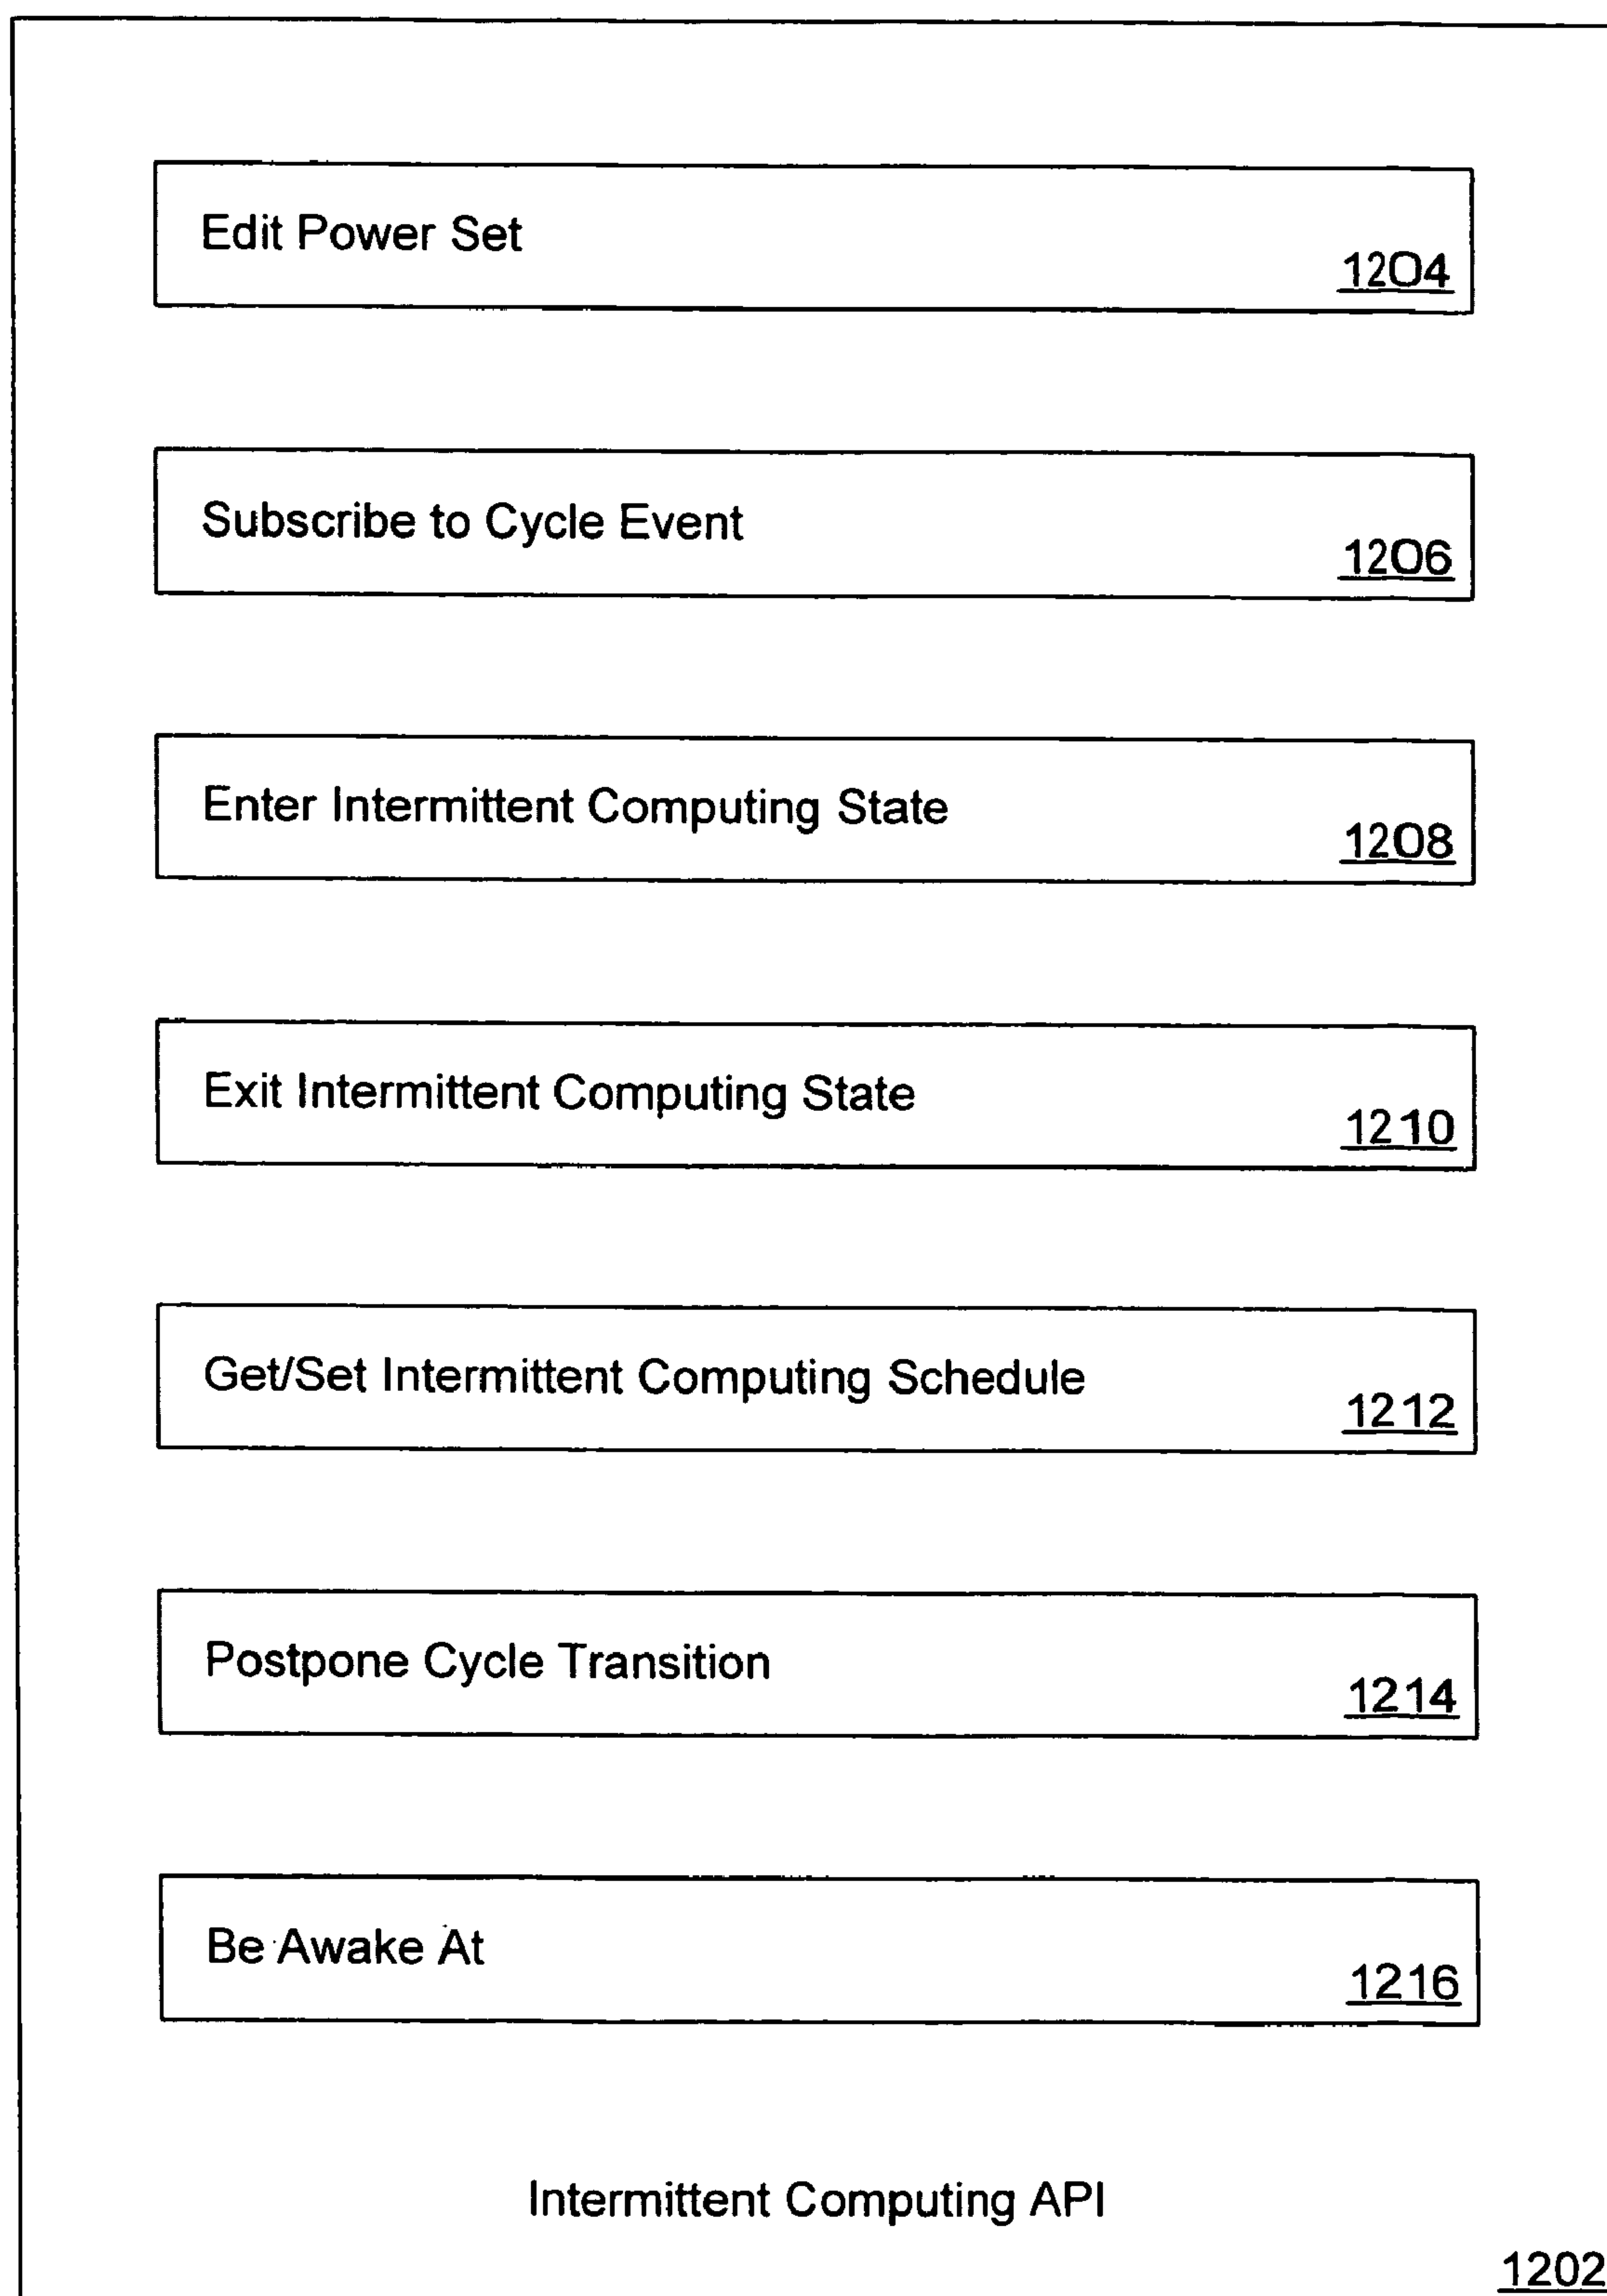 Edit Power Set
1204
Subscribe to Cycle Event
1206
Enter Intermittent Computing State
1208
Exit Intermittent Computing State
1210
Get/Set Intermittent Computing Schedule
1212
Postpone Cycle Transition
1214
Be Awake At
1216
Intermittent Computing API
1202